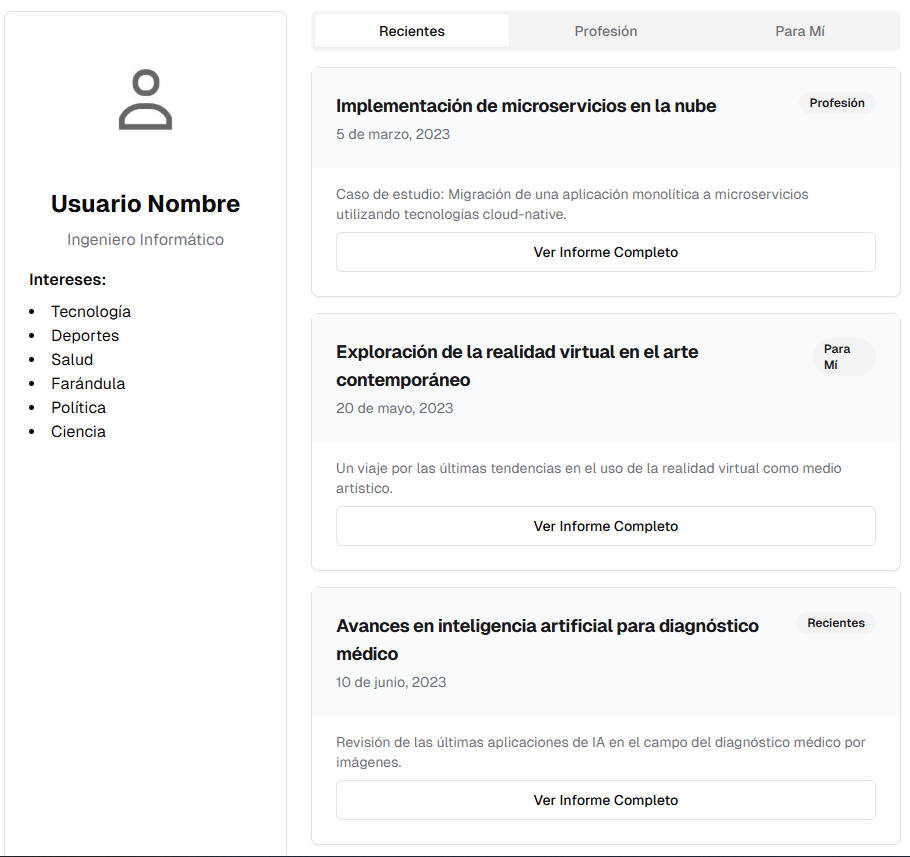 Usuario Nombre
Ingeniero Informático
Intereses:
Tecnología
Deportes
Salud
Farándula
Política
Ciencia
Recientes
Profesión
Para Mí
Implementación de microservicios en la nube
Profesión
5 de marzo, 2023
Caso de estudio: Migración de una aplicación monolítica a microservicios
utilizando tecnologías cloud-native.
Ver Informe Completo
Exploración de la realidad virtual en el arte
contemporáneo
Para
Mí
20 de mayo, 2023
Un viaje por las últimas tendencias en el uso de la realidad virtual como medio
artístico.
Ver Informe Completo
Avances en inteligencia artificial para diagnóstico
médico
Recientes
10 de junio, 2023
Revisión de las últimas aplicaciones de IA en el campo del diagnóstico médico por
imágenes.
Ver Informe Completo